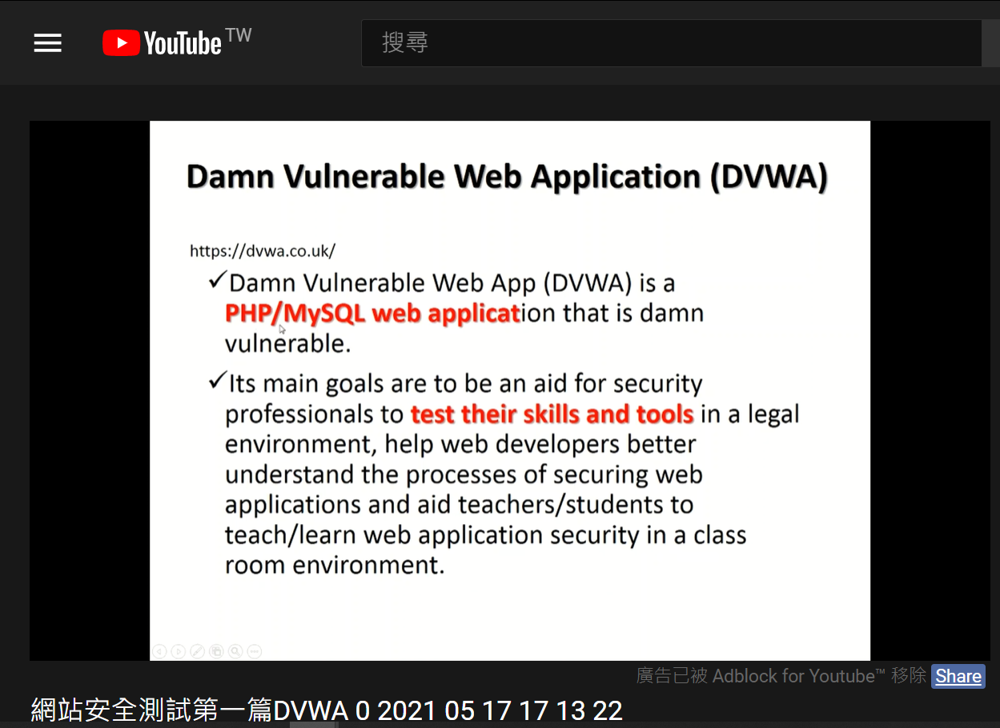 YouTube TW
搜尋
Damn Vulnerable Web Application (DVWA)
https://dvwa.co.uk/
✓Damn Vulnerable Web App (DVWA) is a
PHP/MySQL web application that is damn
vulnerable.
✓Its main goals are to be an aid for security
professionals to test their skills and tools in a legal
environment, help web developers better
understand the processes of securing web
applications and aid teachers/students to
teach/learn web application security in a class
room environment.
廣告已被 Adblock for Youtube™ 移除 Share
網站安全測試第一篇DVWA 0 2021 05 17 17 13 22